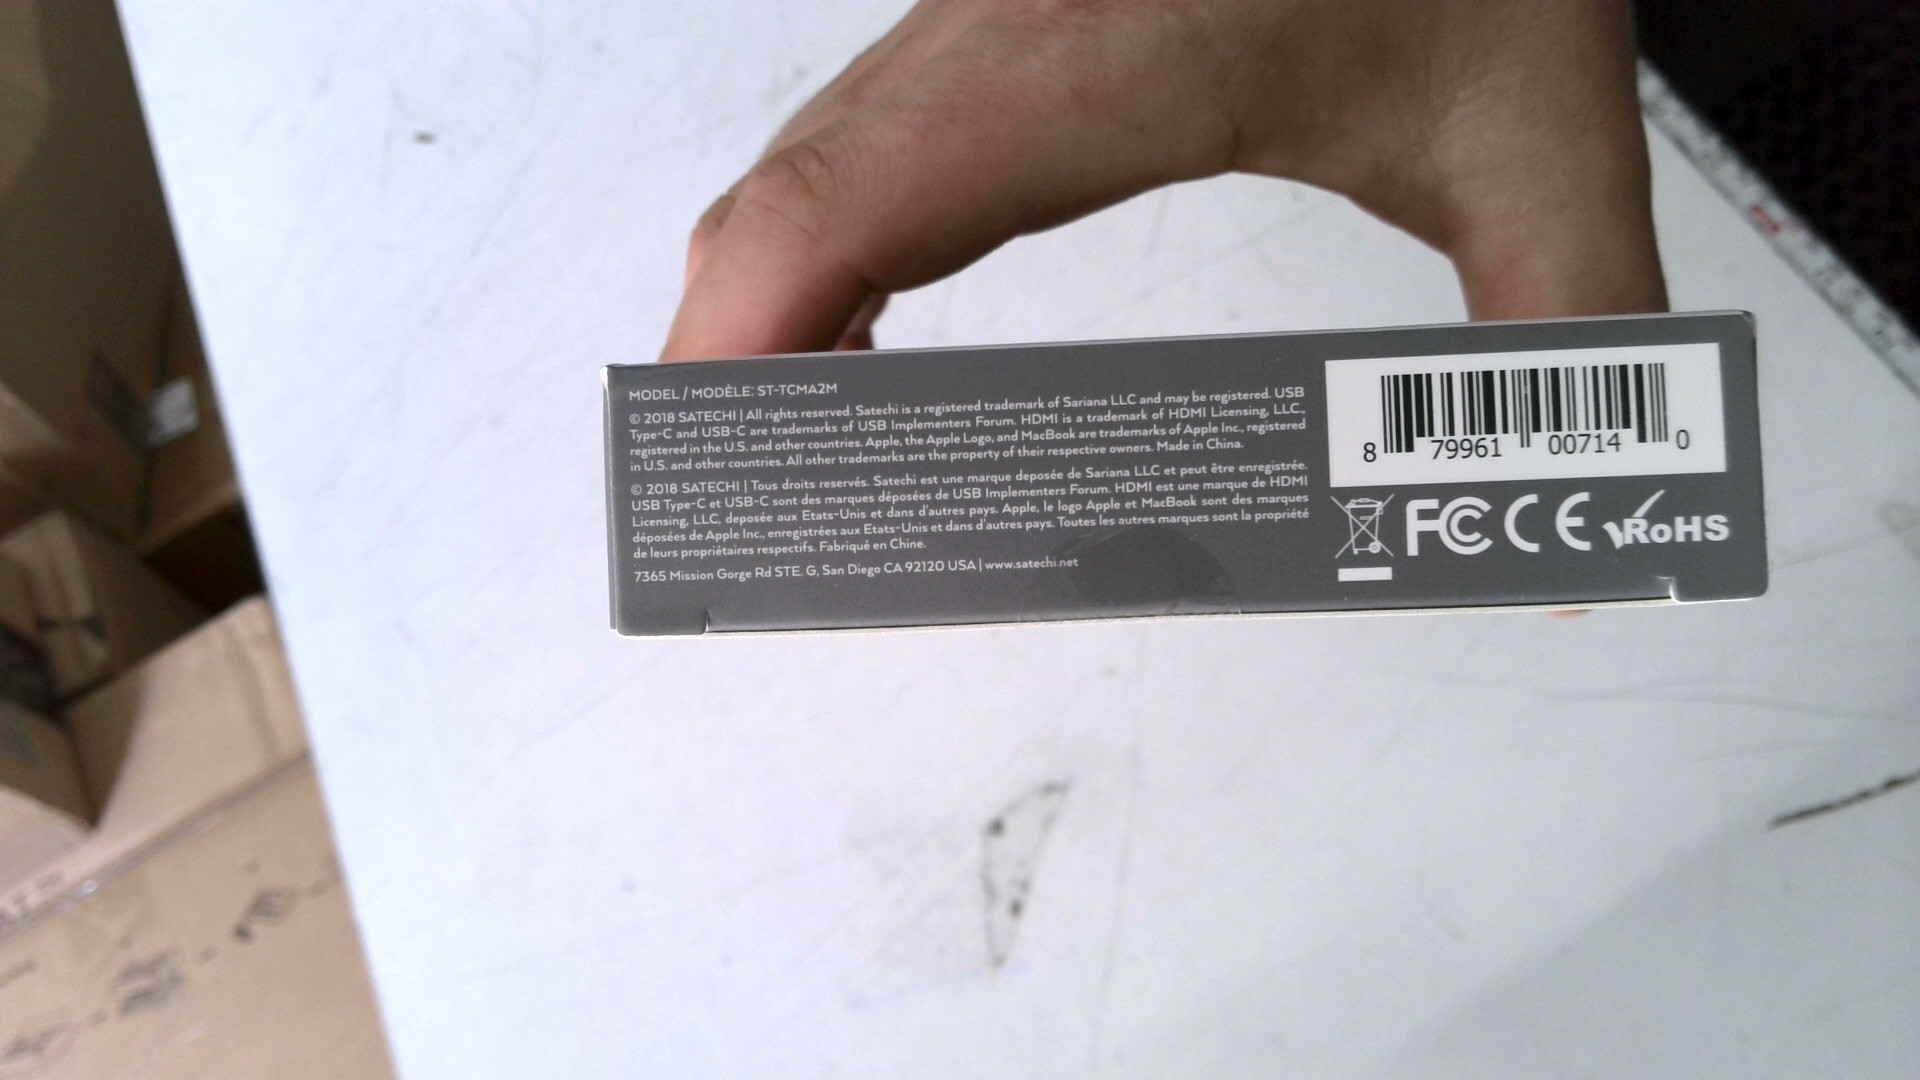 MODEL / MODÈLE: ST-TCMA2M
© 2018 SATECHI | All rights reserved. Satechi is a registered trademark of Sariana LLC and may be registered. USB
Type-C and USB-C are trademarks of USB Implementers Forum. HDMI is a trademark of HDMI Licensing, LLC.,
registered in the U.S. and other countries. Apple, the Apple Logo, and MacBook are trademarks of Apple Inc., registered
in U.S. and other countries. All other trademarks are the property of their respective owners. Made in China.
© 2018 SATECHI | Tous droits reservés. Satechi est une marque deposée de Sariana LLC et peut être enregistrée.
USB Type-C et USB-C sont des marques déposées de USB Implementers Forum. HDMI est une marque de HDMI
Licensing, LLC, deposée aux Etats-Unis et dans d'autres pays. Apple, le logo Apple et MacBook sont des marques
déposées de Apple Inc., enregistrées aux Etats-Unis et dans d'autres pays. Toutes les autres marques sont la propriété
de leurs propriétaires respectifs. Fabriqué en Chine.
7365 Mission Gorge Rd STE. G, San Diego CA 92120 USA | www.satechi.net
8 79961 00714 0
FC CE RoHS